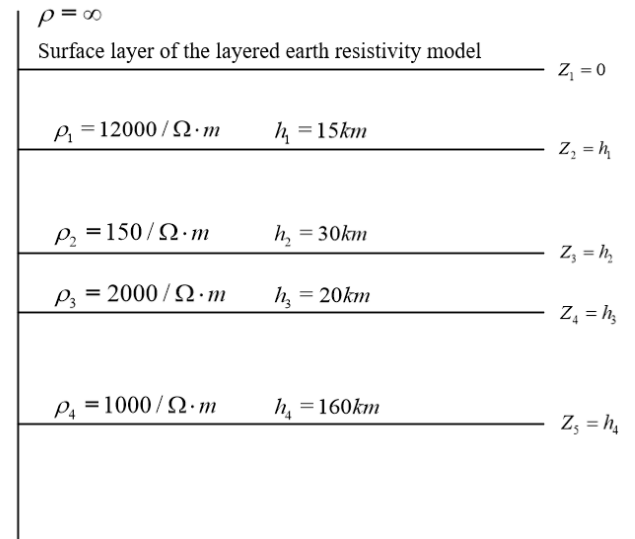 ρ = ∞
Surface layer of the layered earth resistivity model
Z₁ = 0
ρ₁ = 12000 / Ω · m h₁ = 15km
Z₂ = h₁
ρ₂ = 150 / Ω · m h₂ = 30km
Z₃ = h₂
ρ₃ = 2000 / Ω · m h₃ = 20km
Z₄ = h₃
ρ₄ = 1000 / Ω · m h₄ = 160km
Z₅ = h₄